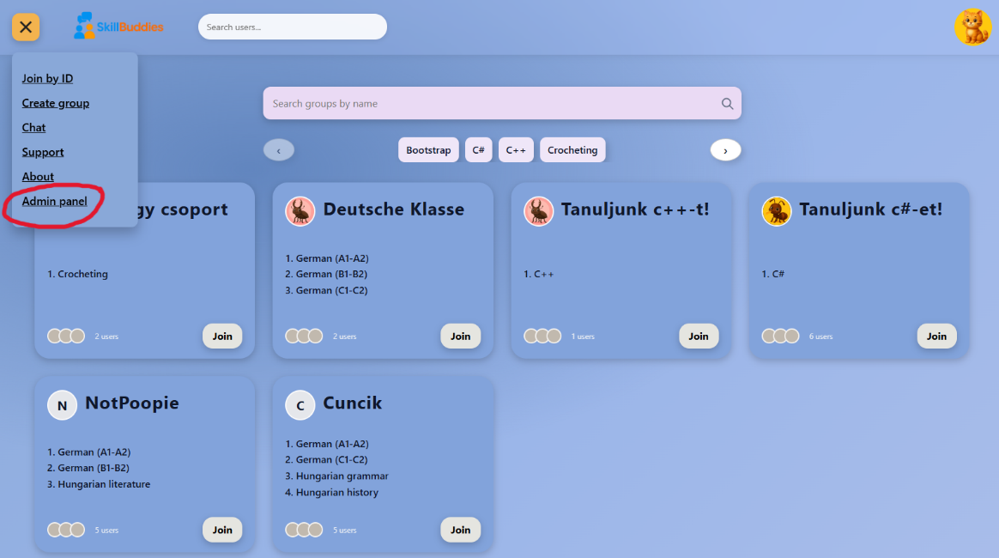 SkillBuddies
Search users...
Join by ID
Create group
Chat
Support
About
Admin panel
Search groups by name
‹
Bootstrap
C#
C++
Crocheting
›
gy csoport
1. Crocheting
2 users
Join
Deutsche Klasse
1. German (A1-A2)
2. German (B1-B2)
3. German (C1-C2)
2 users
Join
Tanuljunk c++-t!
1. C++
1 users
Join
Tanuljunk c#-et!
1. C#
6 users
Join
N
NotPoopie
1. German (A1-A2)
2. German (B1-B2)
3. Hungarian literature
5 users
Join
C
Cuncik
1. German (A1-A2)
2. German (C1-C2)
3. Hungarian grammar
4. Hungarian history
5 users
Join